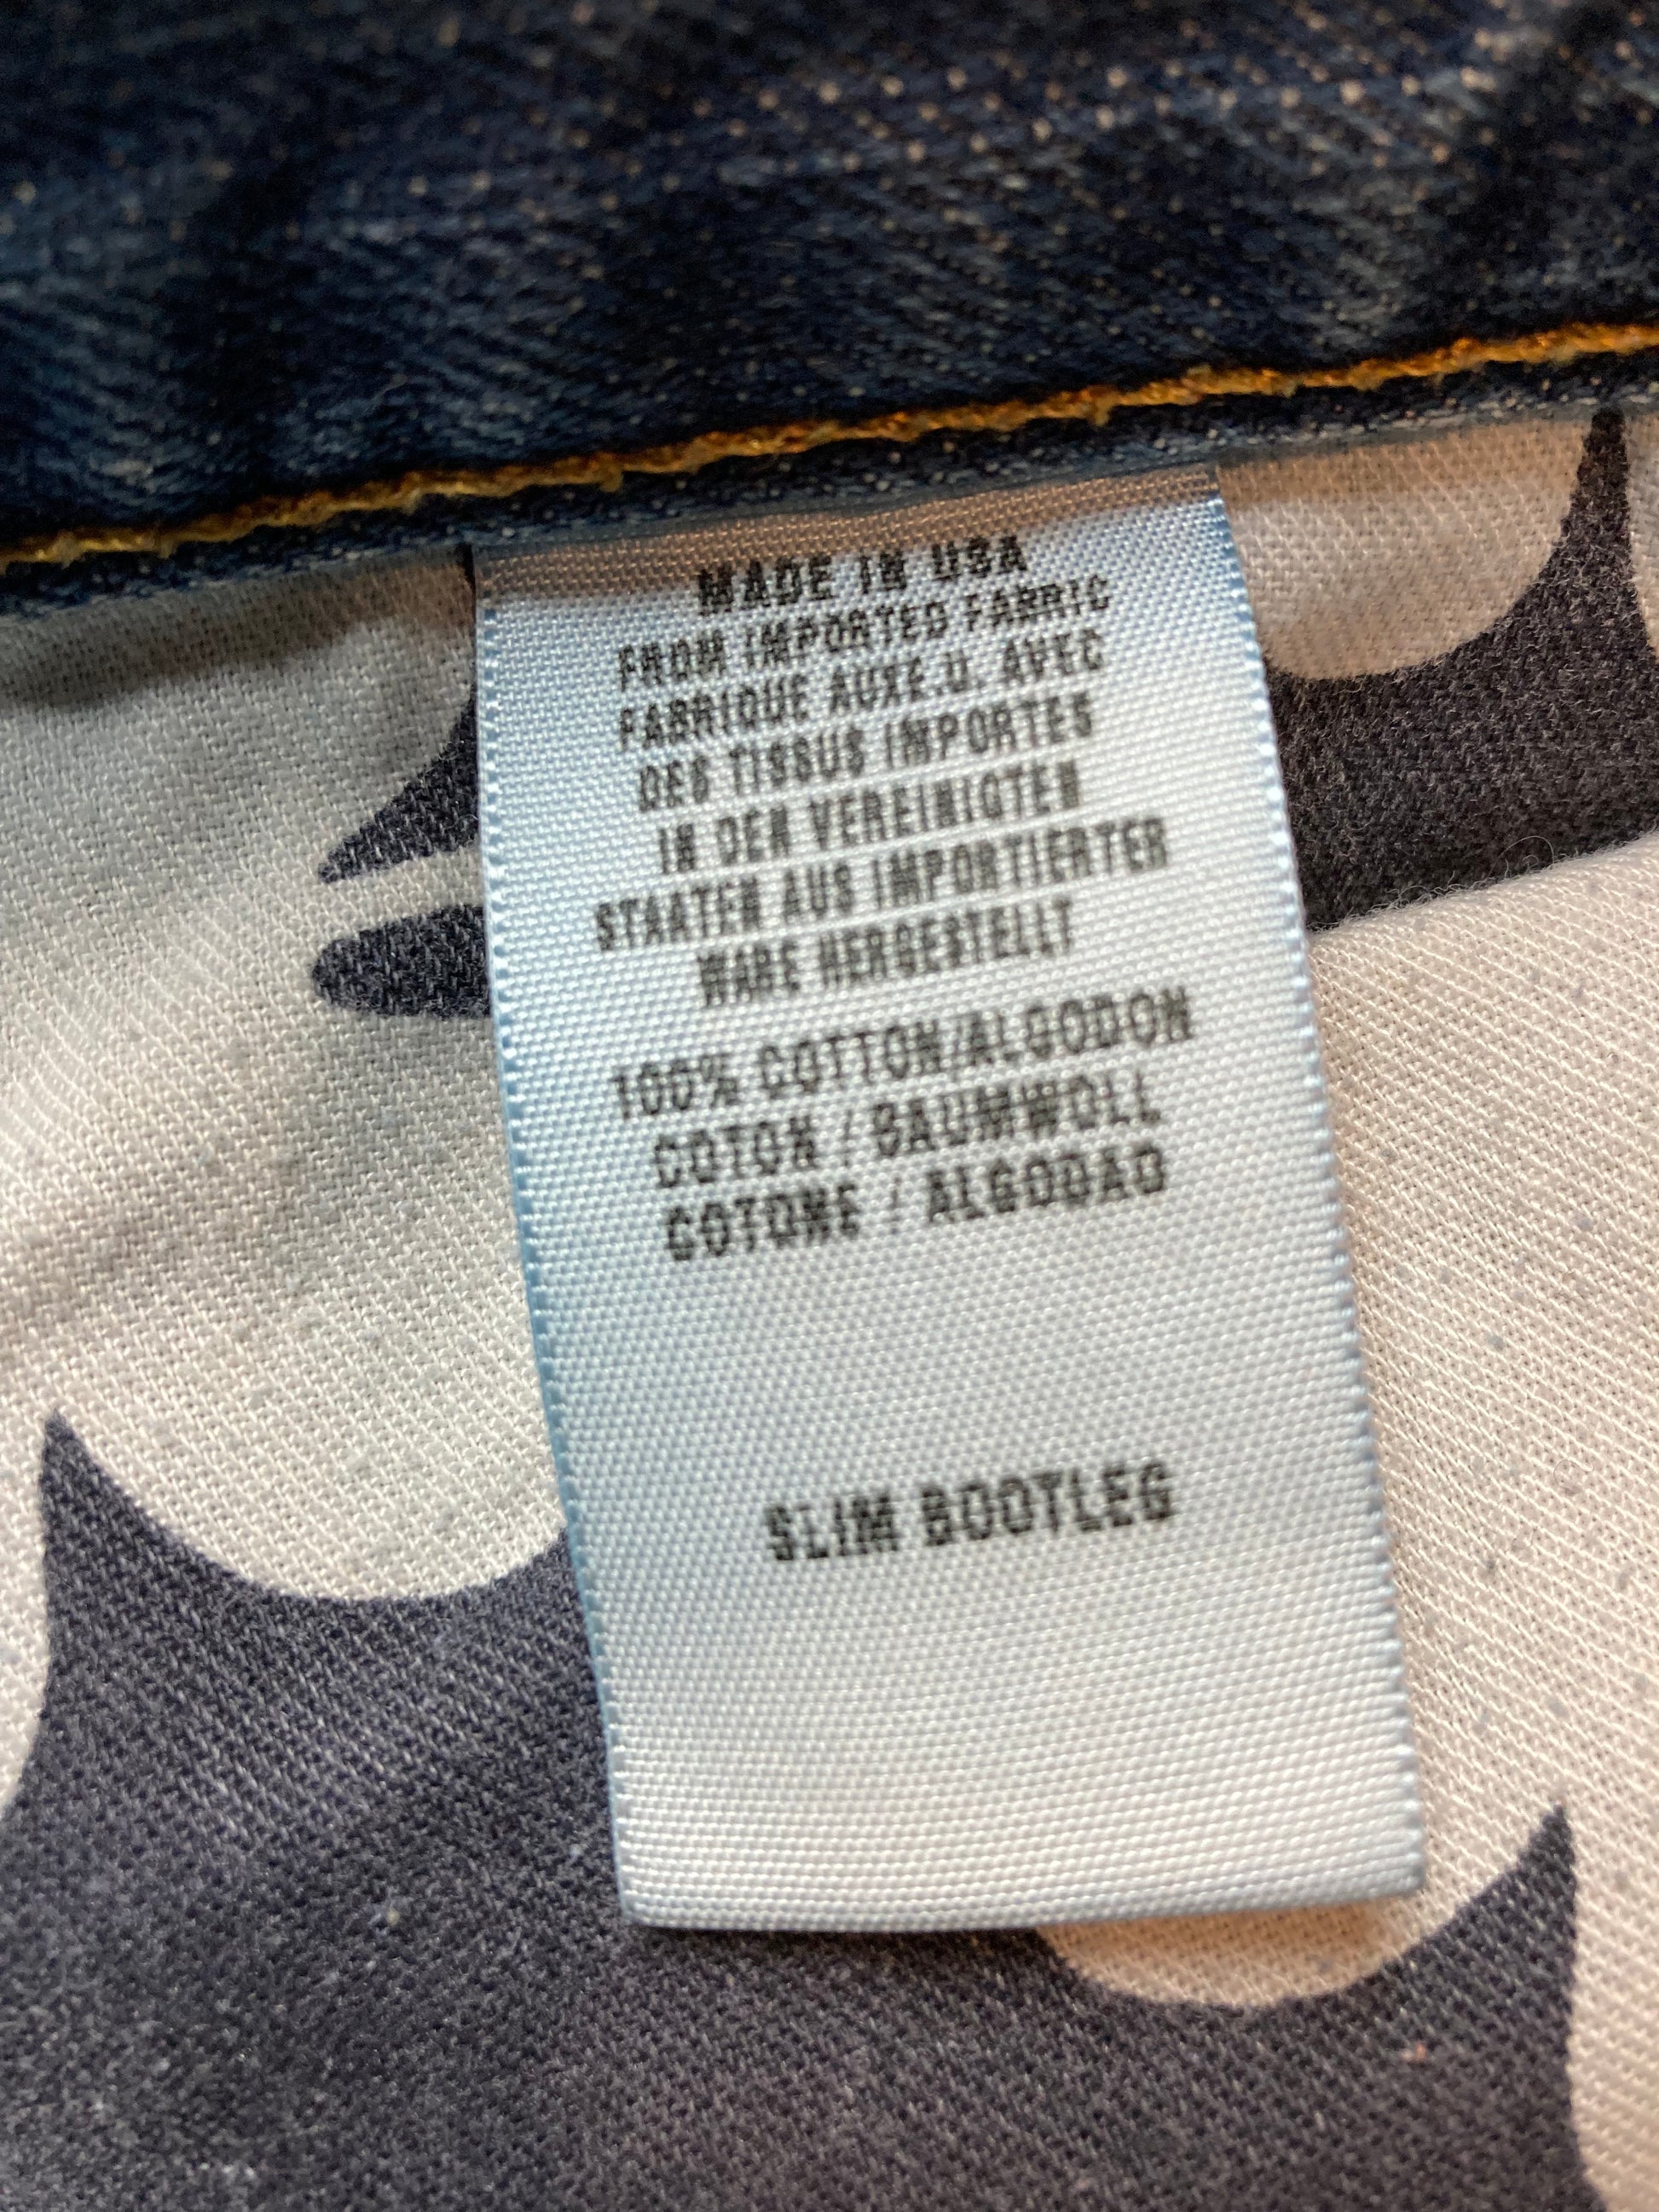 MADE IN USA
FROM IMPORTED FABRIC
FABRIQUE AUXE.U. AVEC
DES TISSUS IMPORTES
IN DEN VEREINIGTEN
STAATEN AUS IMPORTIERTER
WARE HERGESTELLT
100% COTTON/ALGODON
COTON / BAUMWOLL
COTONE / ALGODAO
SLIM BOOTLEG